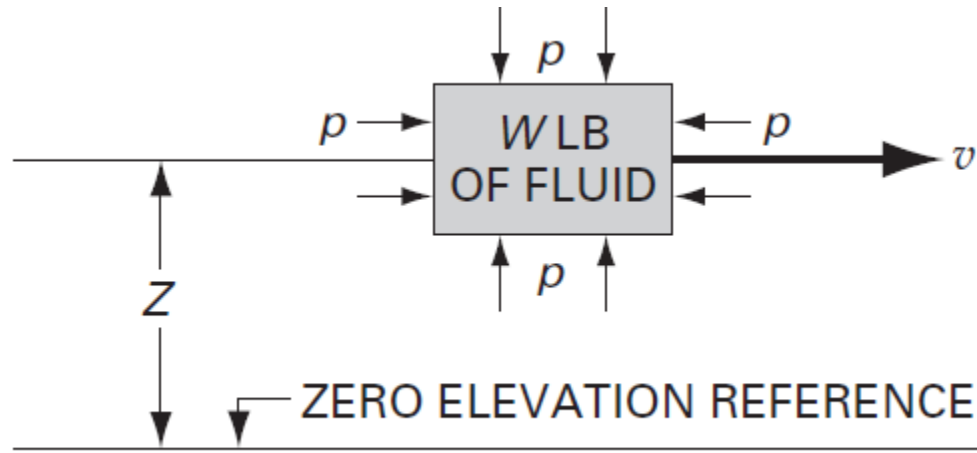 p
p W LB p
OF FLUID
v
p
Z
ZERO ELEVATION REFERENCE